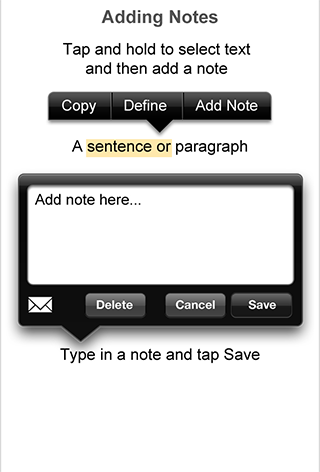 Adding Notes
Tap and hold to select text
and then add a note
Copy Define Add Note
A sentence or paragraph
Add note here...
Delete Cancel Save
Type in a note and tap Save